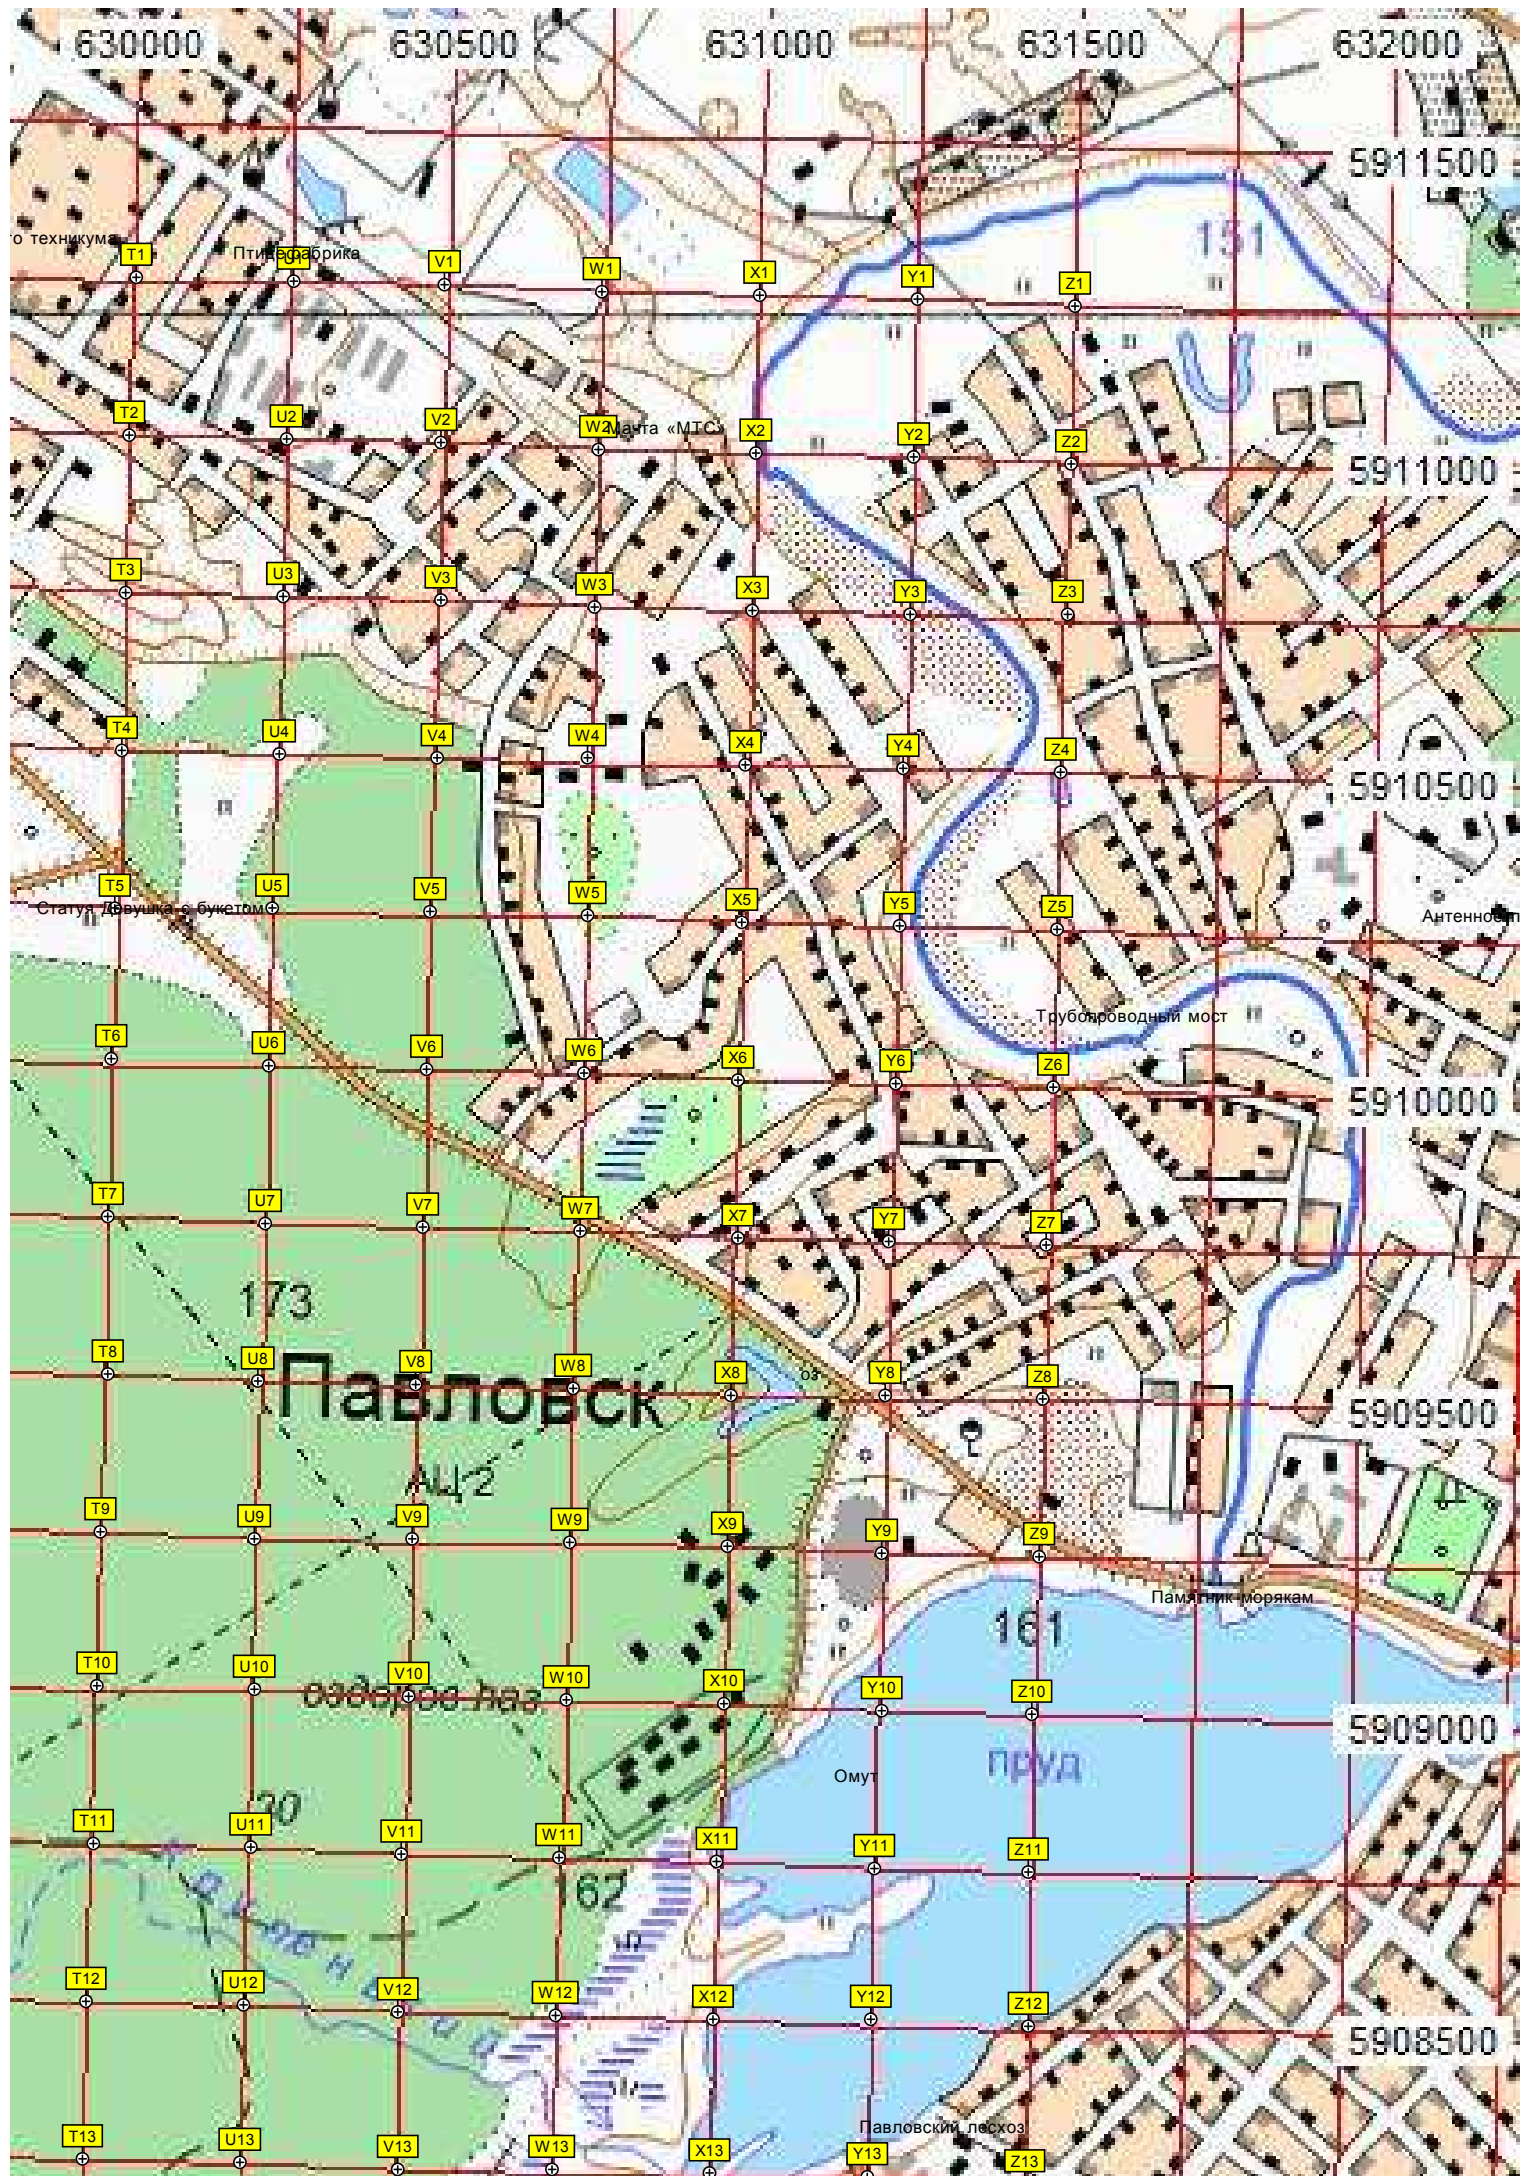 630000 630500 631000 631500 632000
5911500
151
го техникума
Птицефабрика
T1 U1 V1 W1 X1 Y1 Z1
T2 U2 V2 W2 X2 Y2 Z2
Мачта «МТС»
5911000
T3 U3 V3 W3 X3 Y3 Z3
T4 U4 V4 W4 X4 Y4 Z4
5910500
T5 U5 V5 W5 X5 Y5 Z5
Статуя Девушка с букетом
Трубопроводный мост
T6 U6 V6 W6 X6 Y6 Z6
5910000
T7 U7 V7 W7 X7 Y7 Z7
173
T8 U8 V8 W8 X8 Y8 Z8
оз
Павловск
5909500
АЦ-2
T9 U9 V9 W9 X9 Y9 Z9
Памятник морякам
161
T10 U10 V10 W10 X10 Y10 Z10
5909000
пруд
Омут
T11 U11 V11 W11 X11 Y11 Z11
162
T12 U12 V12 W12 X12 Y12 Z12
5908500
Павловский лесхоз
T13 U13 V13 W13 X13 Y13 Z13